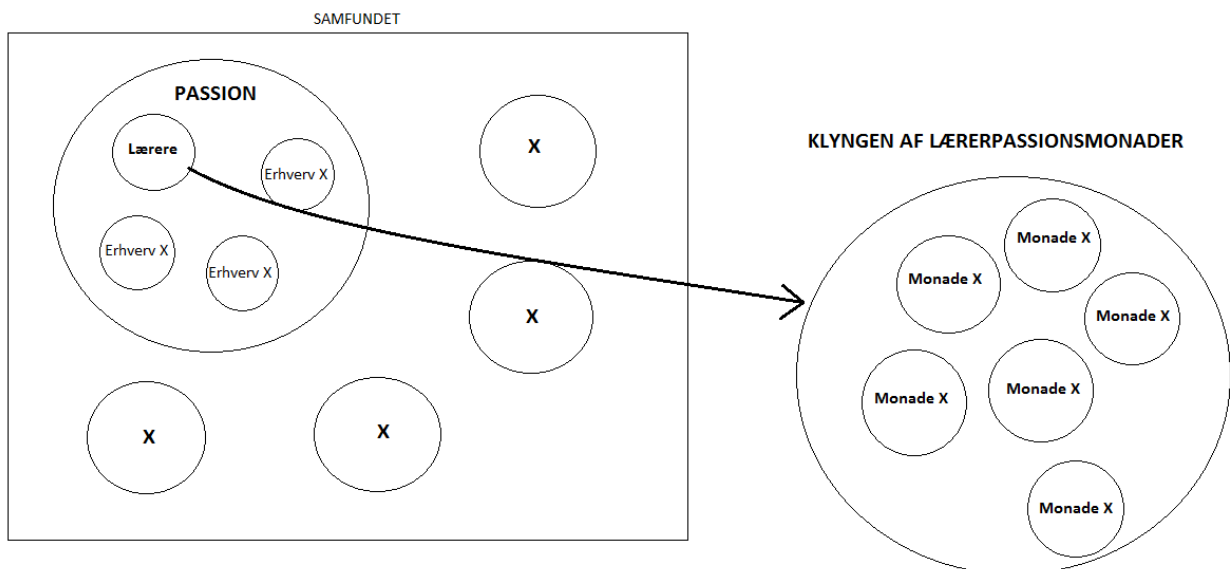 SAMFUNDET
PASSION
Lærere
Erhverv X
Erhverv X
Erhverv X
X
X
X
X
KLYNGEN AF LÆRERPASSIONSMONADER
Monade X
Monade X
Monade X
Monade X
Monade X
Monade X